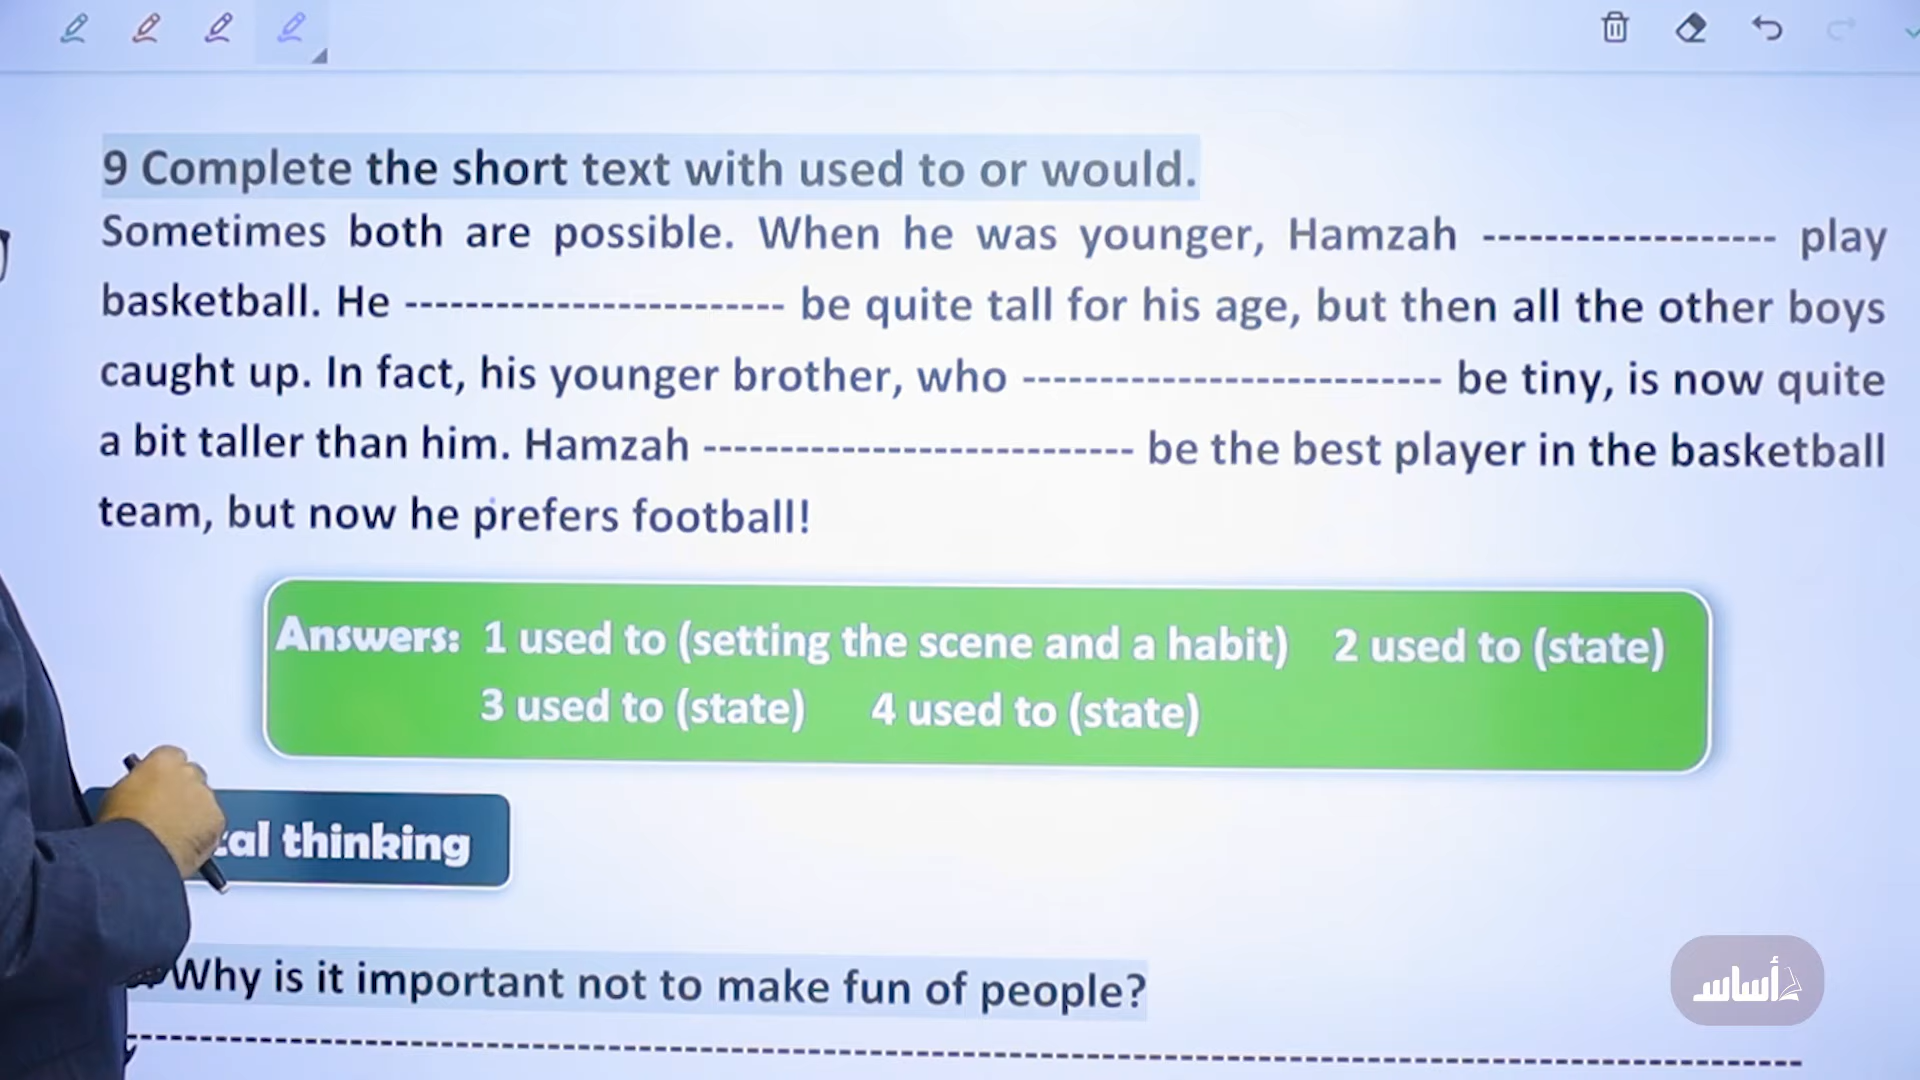 9 Complete the short text with used to or would.
Sometimes both are possible. When he was younger, Hamzah ------------------- play
basketball. He ------------------------- be quite tall for his age, but then all the other boys
caught up. In fact, his younger brother, who --------------------------- be tiny, is now quite
a bit taller than him. Hamzah ---------------------------- be the best player in the basketball
team, but now he prefers football!
Answers: 1 used to (setting the scene and a habit) 2 used to (state)
3 used to (state) 4 used to (state)
thinking
Why is it important not to make fun of people?
أساس